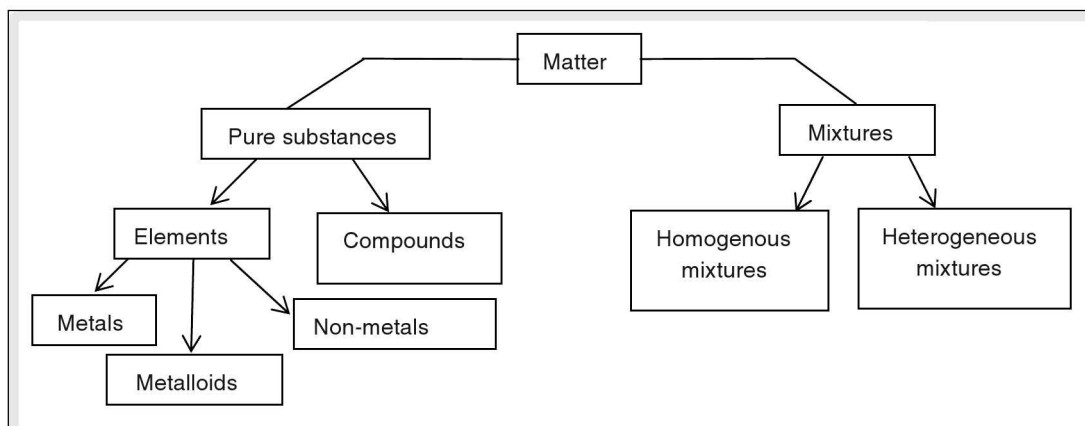 Matter
Pure substances
Mixtures
Elements
Compounds
Homogenous
mixtures
Heterogeneous
mixtures
Metals
Non-metals
Metalloids